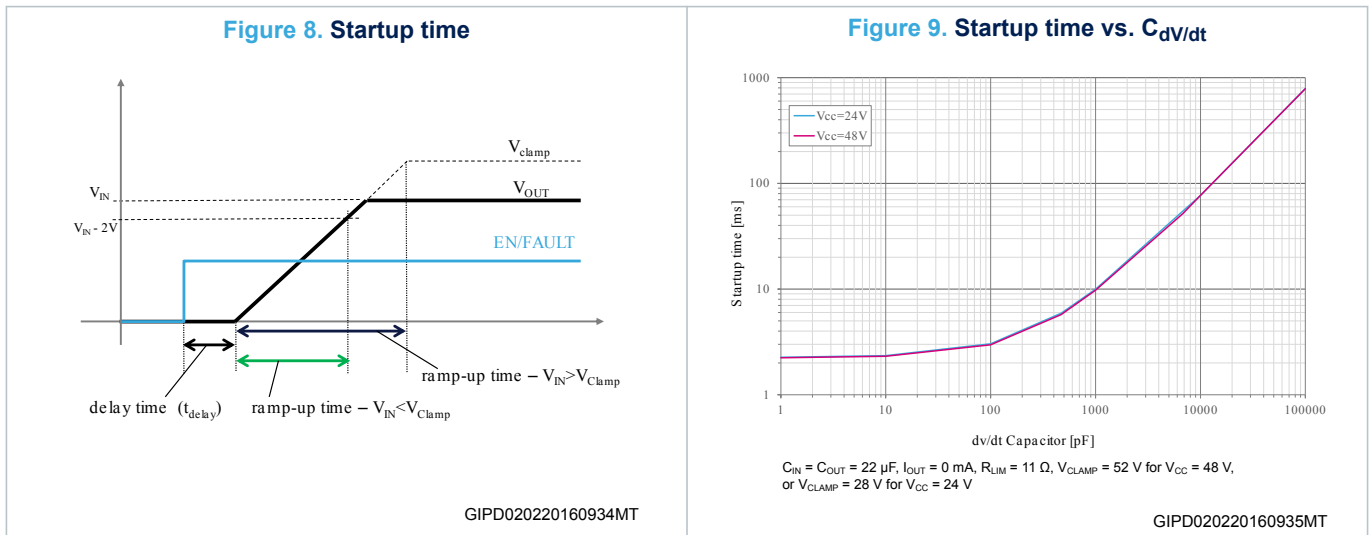 Figure 8. Startup time
V_clamp
V_IN
V_OUT
V_IN - 2V
EN/FAULT
ramp-up time – V_IN>V_Clamp
delay time (t_delay)
ramp-up time – V_IN<V_Clamp
GIPD020220160934MT
Figure 9. Startup time vs. C_dV/dt
1000
Vcc=24V
Vcc=48V
100
Startup time [ms]
10
1
1 10 100 1000 10000 100000
dv/dt Capacitor [pF]
C_IN = C_OUT = 22 µF, I_OUT = 0 mA, R_LIM = 11 Ω, V_CLAMP = 52 V for V_CC = 48 V,
or V_CLAMP = 28 V for V_CC = 24 V
GIPD020220160935MT